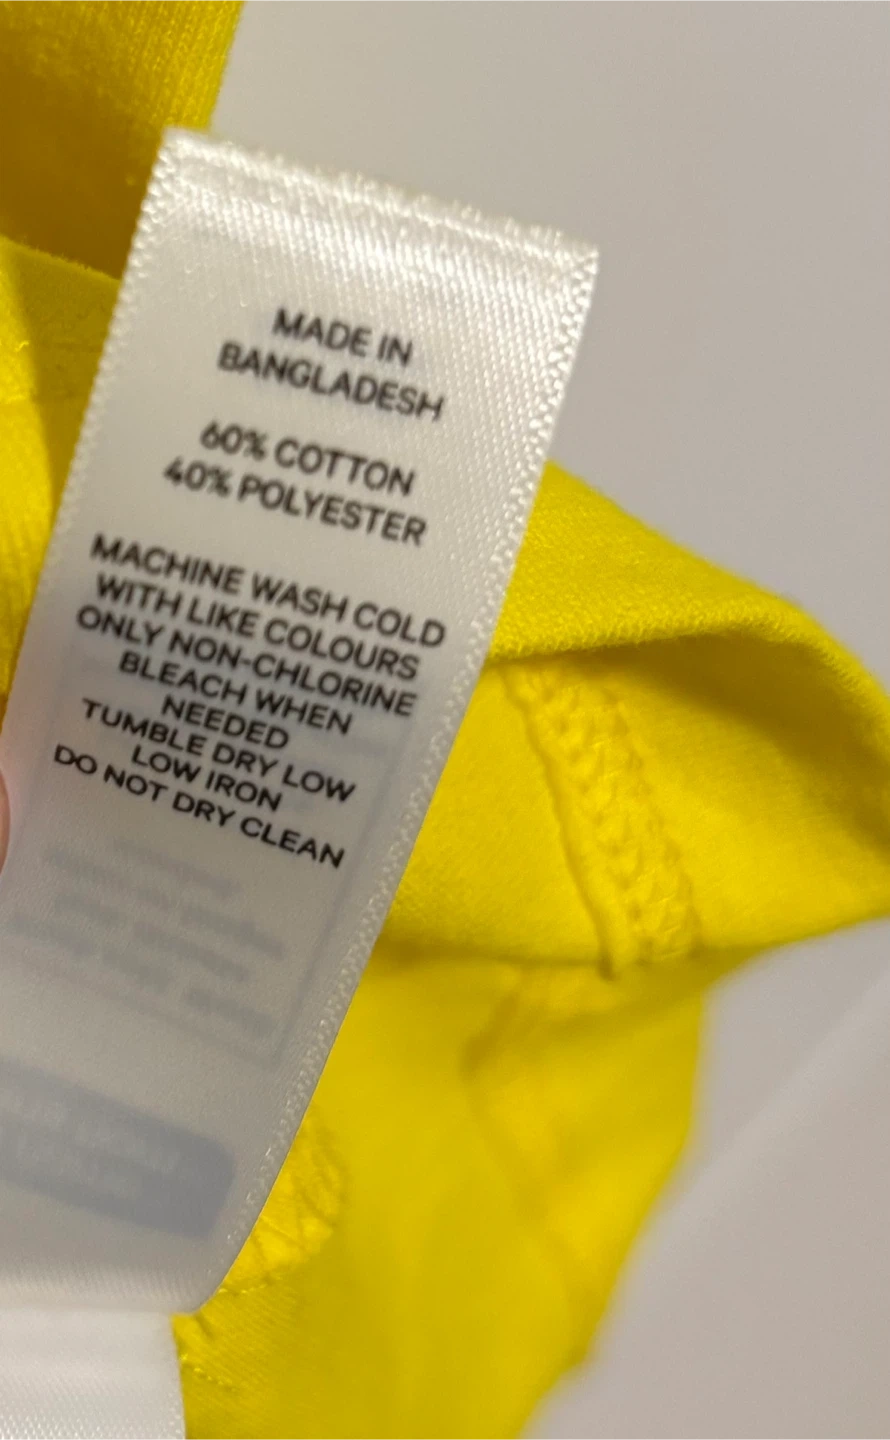 MADE IN
BANGLADESH
60% COTTON
40% POLYESTER
MACHINE WASH COLD
WITH LIKE COLOURS
ONLY NON-CHLORINE
BLEACH WHEN
NEEDED
TUMBLE DRY LOW
LOW IRON
DO NOT DRY CLEAN